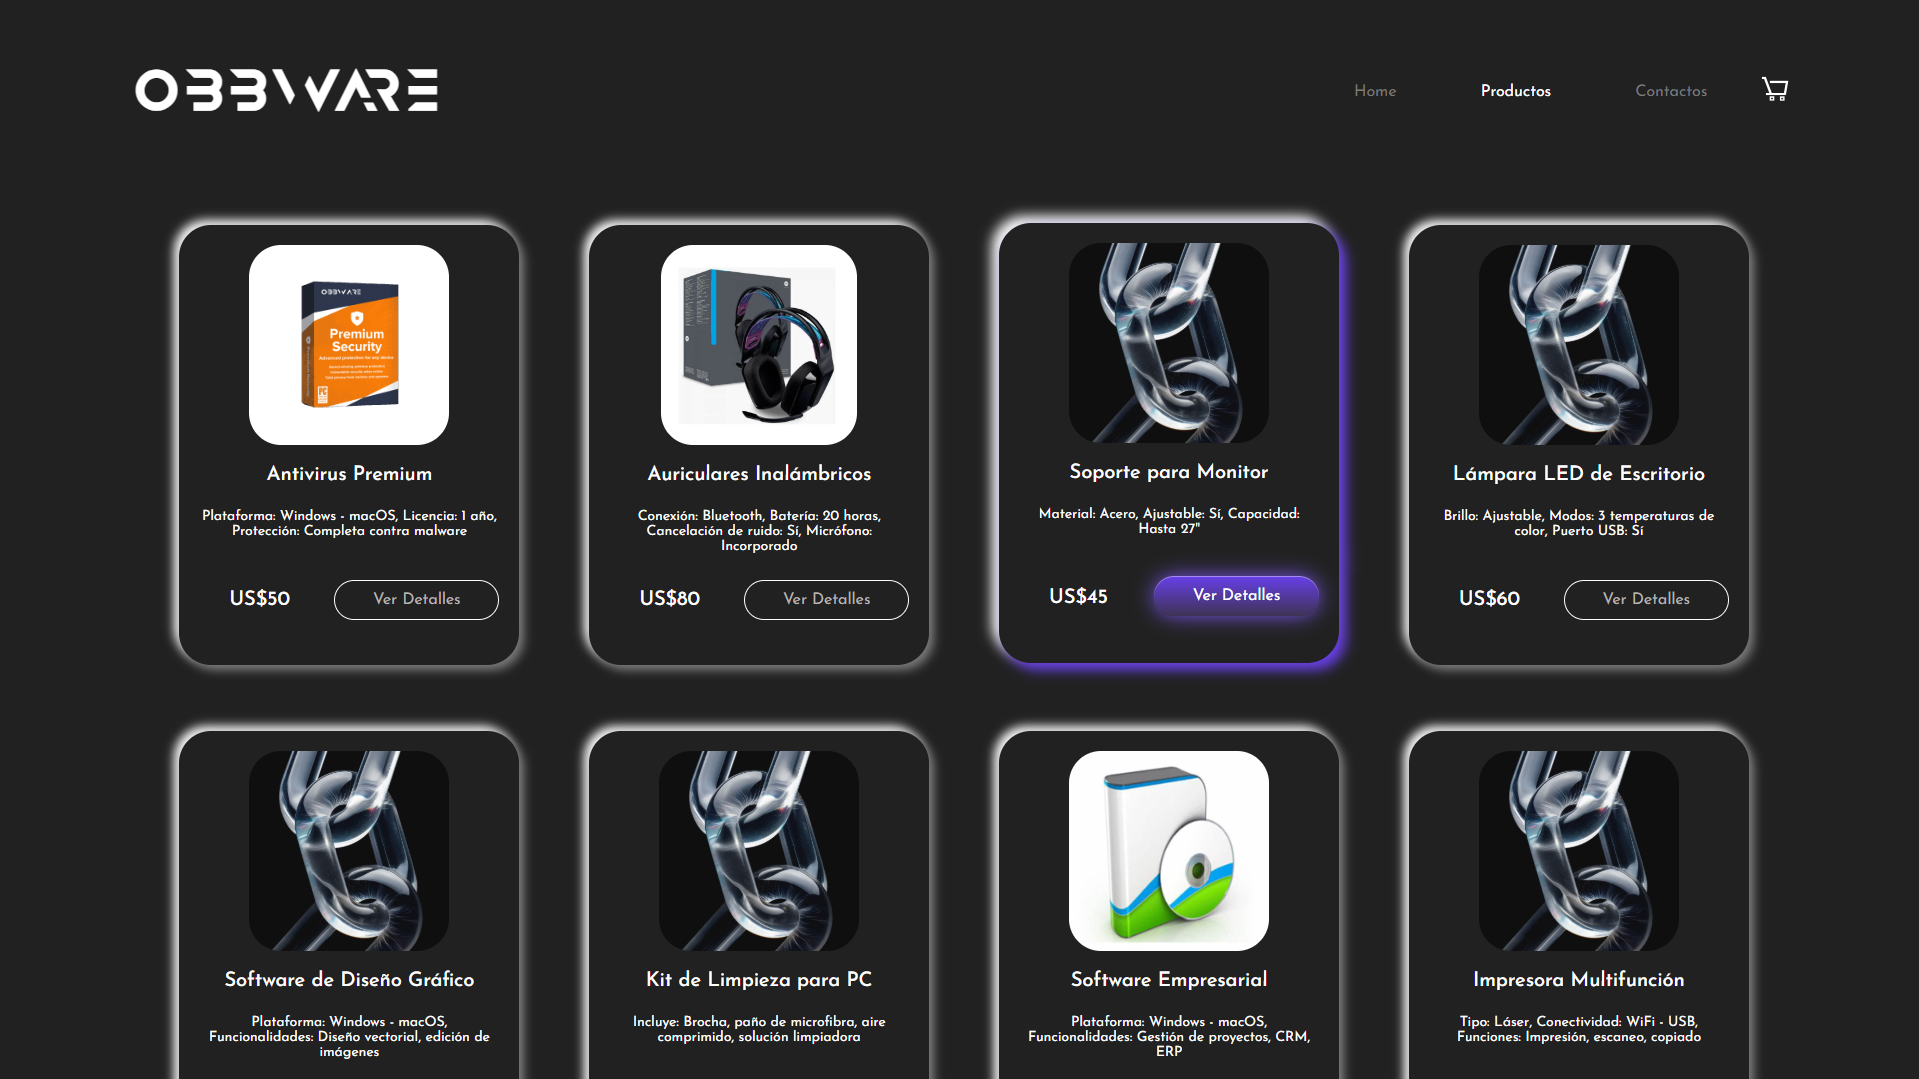 OBBWARE
Home
Productos
Contactos
OBBWARE
Premium
Security
Advanced protection for any device
Antivirus Premium
Plataforma: Windows - macOS, Licencia: 1 año,
Protección: Completa contra malware
US$50
Ver Detalles
Auriculares Inalámbricos
Conexión: Bluetooth, Batería: 20 horas,
Cancelación de ruido: Sí, Micrófono:
Incorporado
US$80
Ver Detalles
Soporte para Monitor
Material: Acero, Ajustable: Sí, Capacidad:
Hasta 27"
US$45
Ver Detalles
Lámpara LED de Escritorio
Brillo: Ajustable, Modos: 3 temperaturas de
color, Puerto USB: Sí
US$60
Ver Detalles
Software de Diseño Gráfico
Plataforma: Windows - macOS,
Funcionalidades: Diseño vectorial, edición de
imágenes
Kit de Limpieza para PC
Incluye: Brocha, paño de microfibra, aire
comprimido, solución limpiadora
Software Empresarial
Plataforma: Windows - macOS,
Funcionalidades: Gestión de proyectos, CRM,
ERP
Impresora Multifunción
Tipo: Láser, Conectividad: WiFi - USB,
Funciones: Impresión, escaneo, copiado